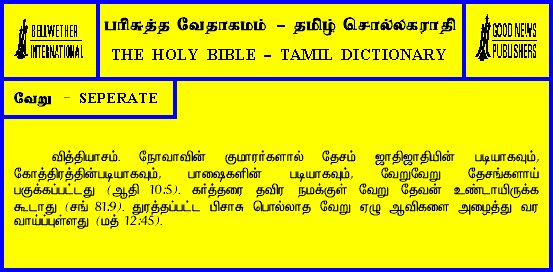 BELLWETHER
INTERNATIONAL
பரிசுத்த வேதாகமம் - தமிழ் சொல்லகராதி
THE HOLY BIBLE - TAMIL DICTIONARY
GOOD NEWS
PUBLISHERS
வேறு - SEPERATE
வித்தியாசம். நோவாவின் குமாரர்களால் தேசம் ஜாதிஜாதியின் படியாகவும்,
கோத்திரத்தின்படியாகவும், பாஷைகளின் படியாகவும், வேறுவேறு தேசங்களாய்
பகுக்கப்பட்டது (ஆதி 10:5). கர்த்தரை தவிர நமக்குள் வேறு தேவன் உண்டாயிருக்க
கூடாது (சங் 81:9). துரத்தப்பட்ட பிசாசு பொல்லாத வேறு ஏழு ஆவிகளை அழைத்து வர
வாய்ப்புள்ளது (மத் 12:45).